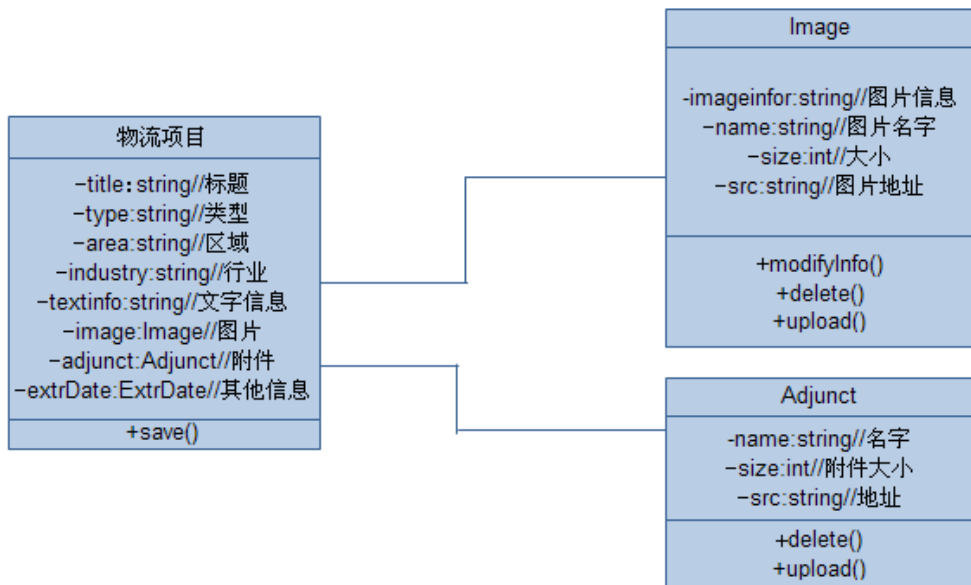 物流项目
-title:string//标题
-type:string//类型
-area:string//区域
-industry:string//行业
-textinfo:string//文字信息
-image:Image//图片
-adjunct:Adjunct//附件
-extrDate:ExtrDate//其他信息
+save()
Image
-imageinfor:string//图片信息
-name:string//图片名字
-size:int//大小
-src:string//图片地址
+modifyInfo()
+delete()
+upload()
Adjunct
-name:string//名字
-size:int//附件大小
-src:string//地址
+delete()
+upload()